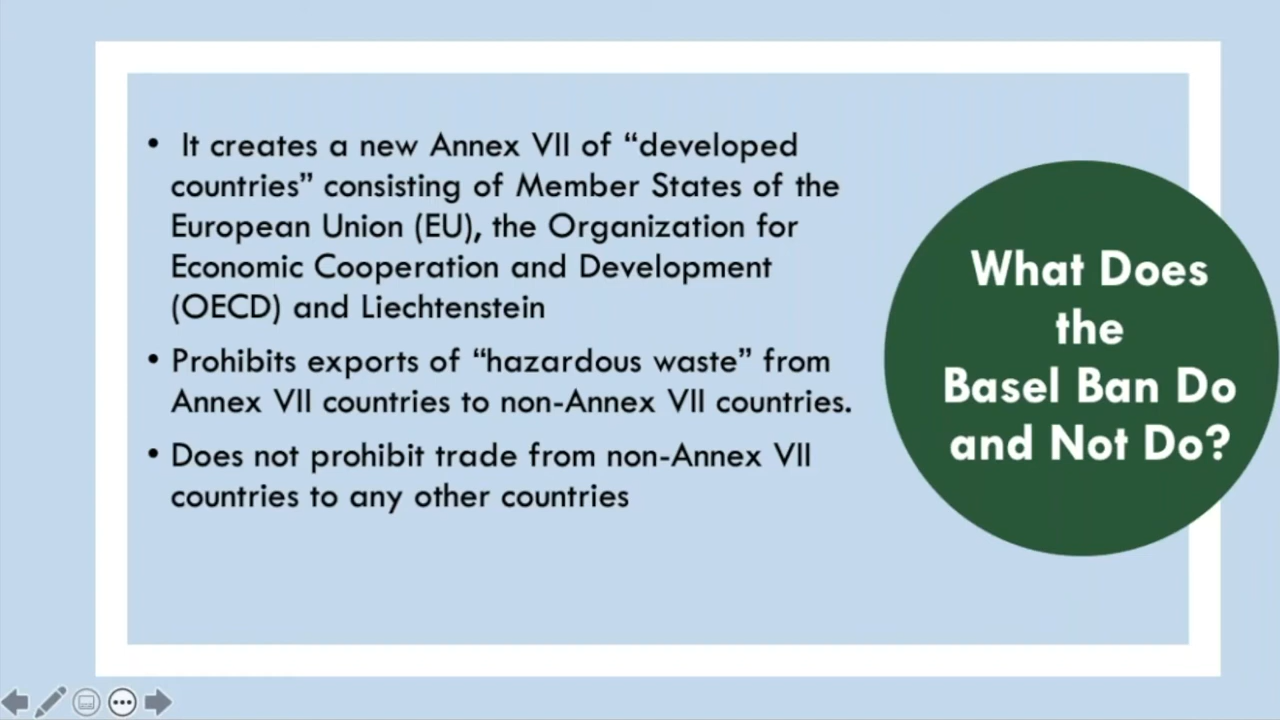 • It creates a new Annex VII of “developed
countries” consisting of Member States of the
European Union (EU), the Organization for
Economic Cooperation and Development
(OECD) and Liechtenstein
• Prohibits exports of “hazardous waste” from
Annex VII countries to non-Annex VII countries.
• Does not prohibit trade from non-Annex VII
countries to any other countries
What Does
the
Basel Ban Do
and Not Do?